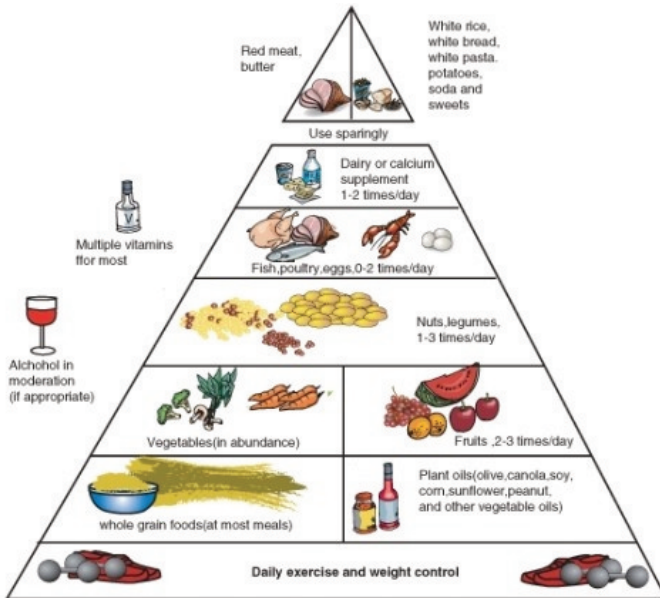 Red meat,
butter
White rice,
white bread,
white pasta.
potatoes,
soda and
sweets
Use sparingly
Dairy or calcium
supplement
1-2 times/day
V
Multiple vitamins
ffor most
Fish,poultry,eggs,0-2 times/day
Nuts,legumes,
1-3 times/day
Alchohol in
moderation
(if appropriate)
Vegetables(in abundance)
Fruits ,2-3 times/day
whole grain foods(at most meals)
Plant oils(olive,canola,soy,
corn,sunflower,peanut,
and other vegetable oils)
Daily exercise and weight control